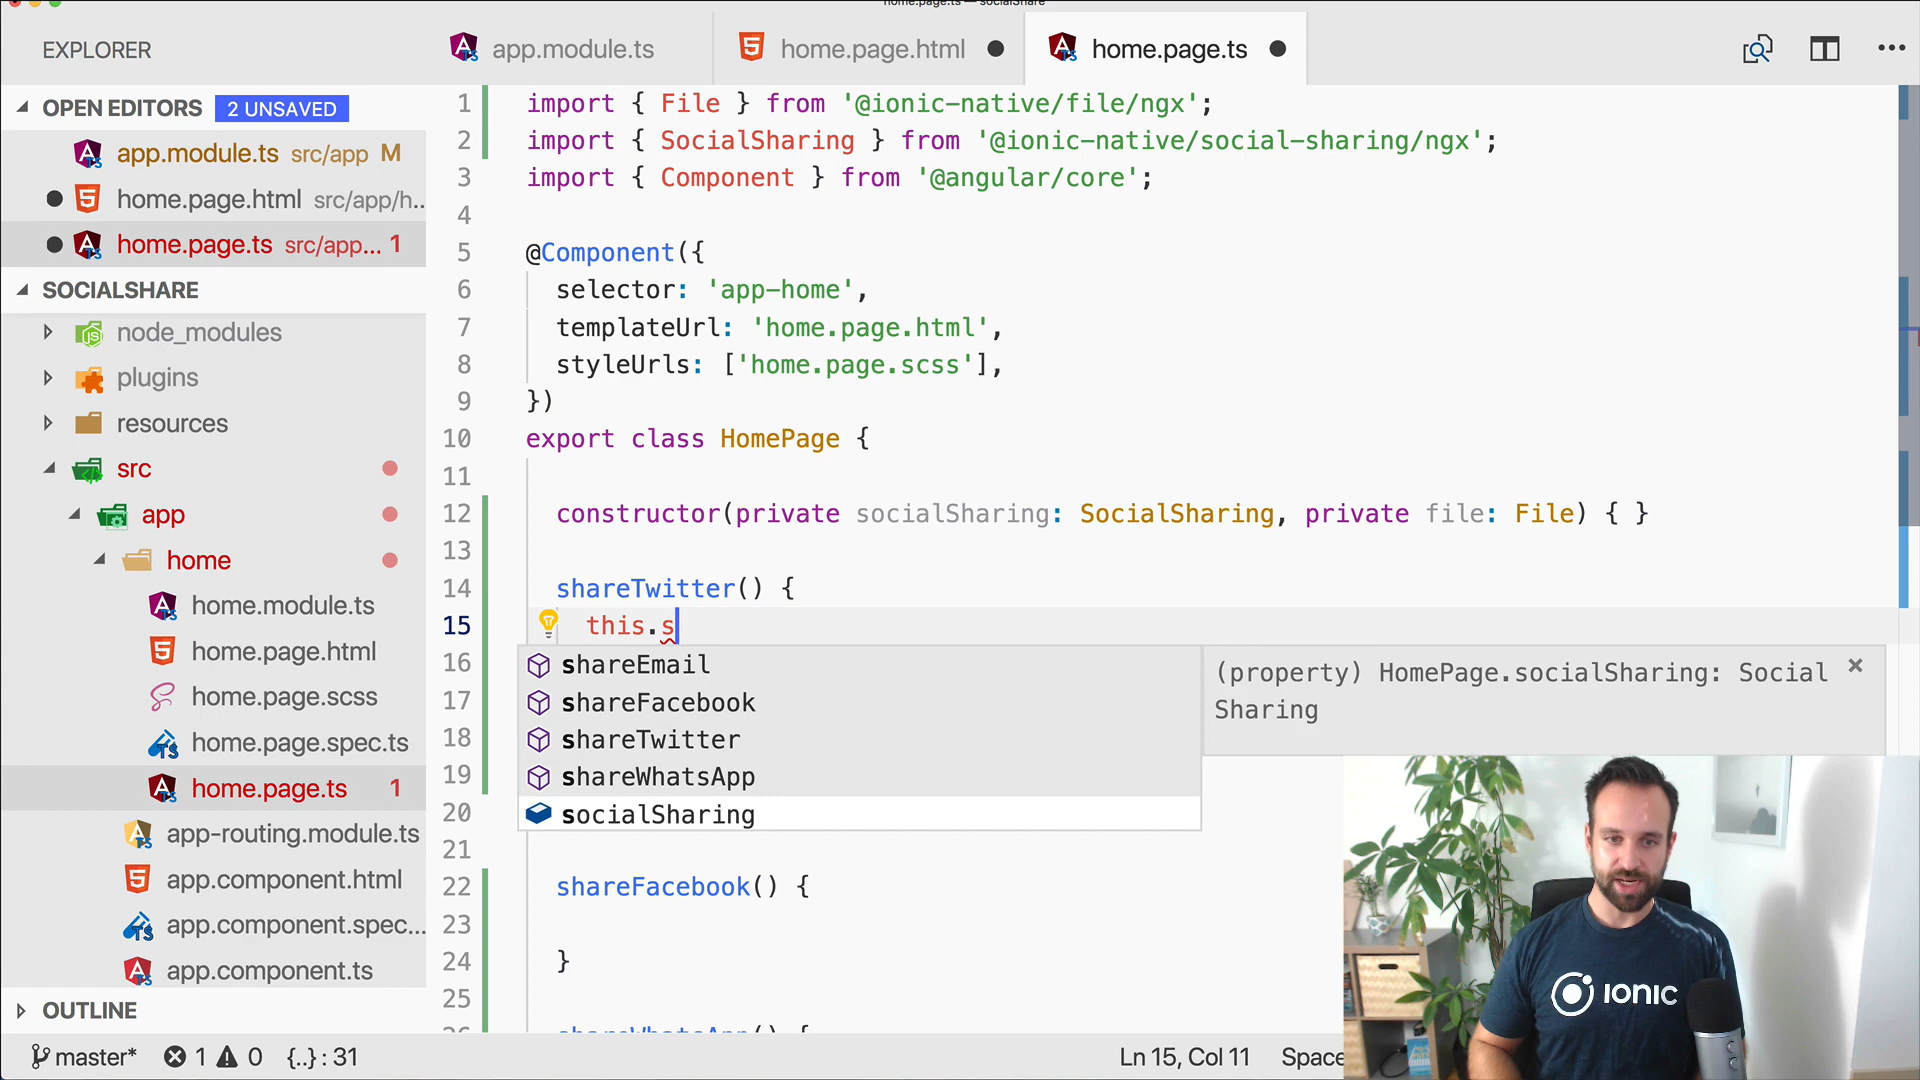 home.page.ts — socialShare
EXPLORER
app.module.ts
home.page.html
home.page.ts
OPEN EDITORS 2 UNSAVED
app.module.ts src/app M
home.page.html src/app/h...
home.page.ts src/app... 1
SOCIALSHARE
node_modules
plugins
resources
src
app
home
home.module.ts
home.page.html
home.page.scss
home.page.spec.ts
home.page.ts 1
app-routing.module.ts
app.component.html
app.component.spec...
app.component.ts
OUTLINE
1 import { File } from '@ionic-native/file/ngx';
2 import { SocialSharing } from '@ionic-native/social-sharing/ngx';
3 import { Component } from '@angular/core';
4
5 @Component({
6 selector: 'app-home',
7 templateUrl: 'home.page.html',
8 styleUrls: ['home.page.scss'],
9 })
10 export class HomePage {
11
12 constructor(private socialSharing: SocialSharing, private file: File) { }
13
14 shareTwitter() {
15 this.s
16 shareEmail
17 shareFacebook
18 shareTwitter
19 shareWhatsApp
20 socialSharing
(property) HomePage.socialSharing: Social
Sharing
21
22 shareFacebook() {
23
24 }
25
26 shareWhatsApp() {
IONIC
master* 1 0 {..} : 31
Ln 15, Col 11 Space